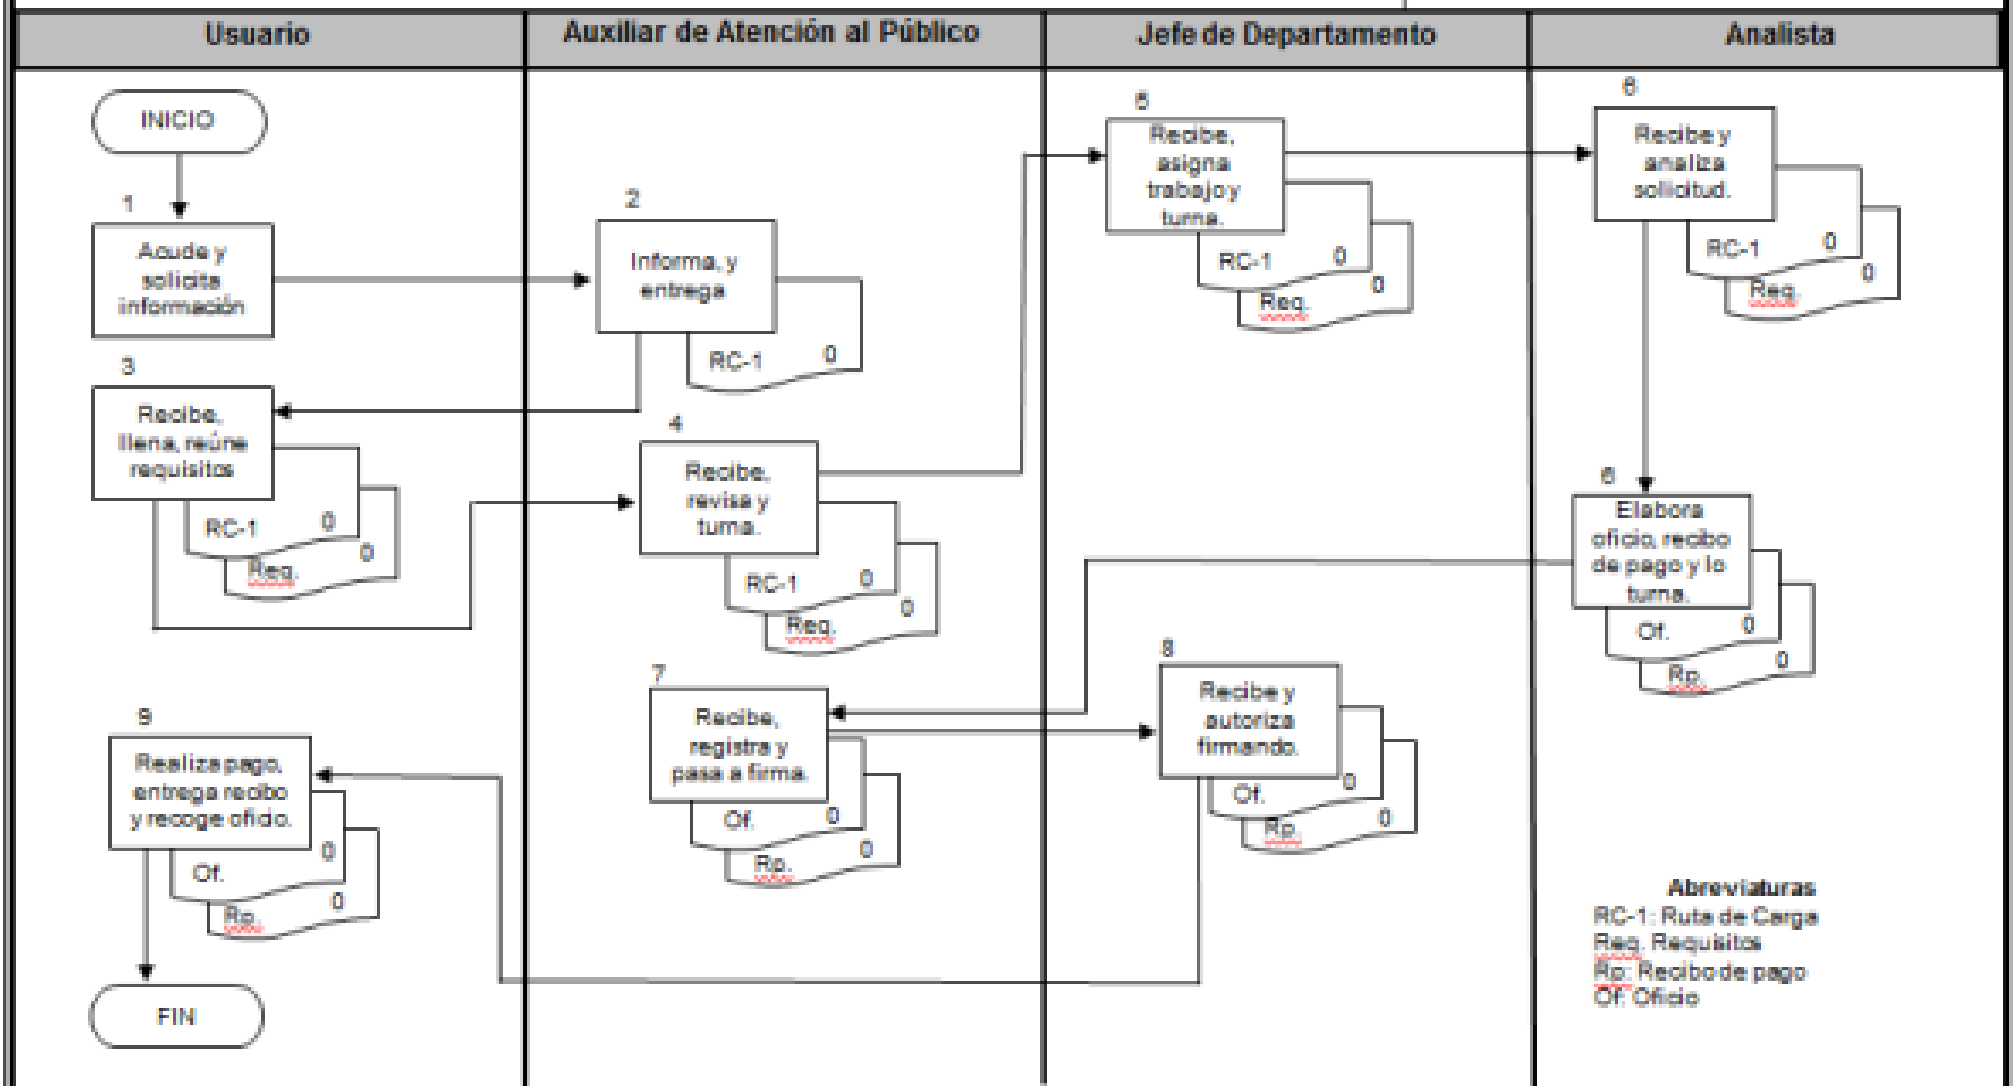 Usuario
Auxiliar de Atención al Público
Jefe de Departamento
Analista
INICIO
1
Acude y
solicita
información
2
Informa, y
entrega
RC-1 0
3
Recibe,
llena, reúne
requisitos
RC-1 0
Req. 0
4
Recibe,
revisa y
turna.
RC-1 0
Req. 0
Recibe,
asigna
trabajo y
turna.
RC-1 0
Req. 0
6
Recibe y
analiza
solicitud.
RC-1 0
Req. 0
6
Elabora
oficio, recibo
de pago y lo
turna.
Of. 0
Rp. 0
7
Recibe,
registra y
pasa a firma.
Of. 0
Rp. 0
8
Recibe y
autoriza
firmando.
Of. 0
Rp. 0
9
Realiza pago,
entrega recibo
y recoge oficio.
Of. 0
Rp. 0
FIN
Abreviaturas
RC-1: Ruta de Carga
Req. Requisitos
Rp: Recibo de pago
Of: Oficio